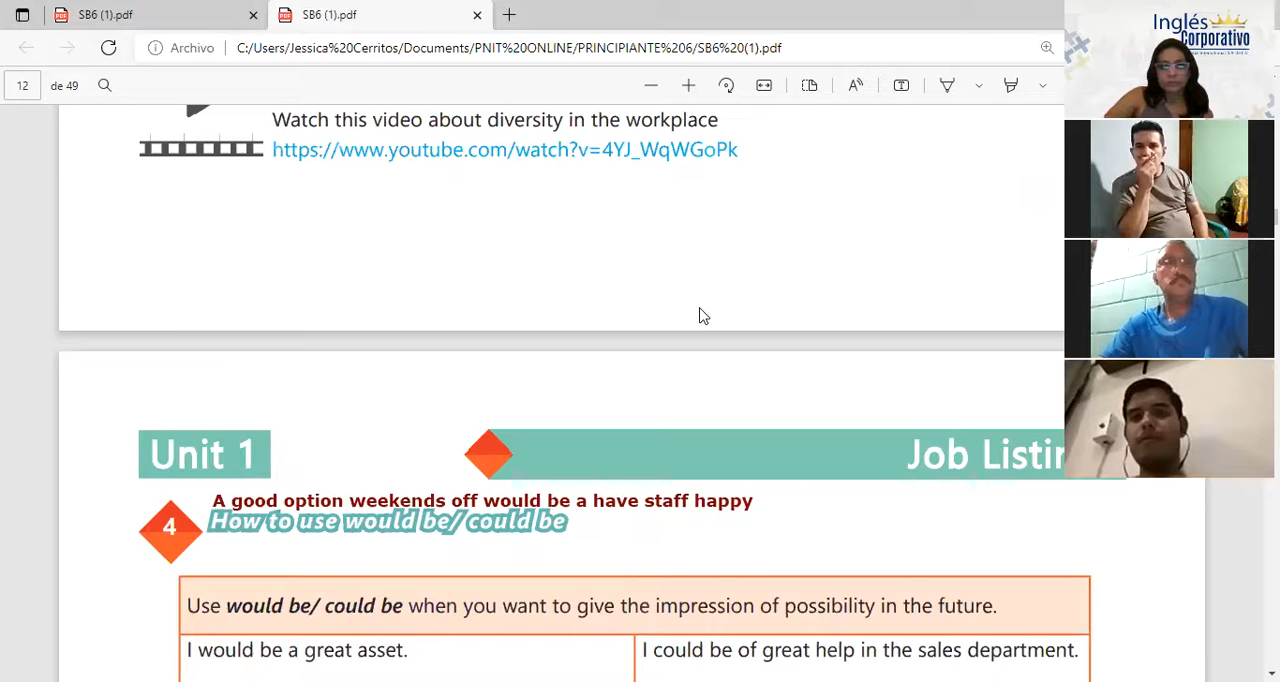 SB6 (1).pdf
SB6 (1).pdf
Archivo
C:/Users/Jessica%20Cerritos/Documents/PNIT%20ONLINE/PRINCIPIANTE%206/SB6%20(1).pdf
12
de 49
Inglés
Corporativo
Watch this video about diversity in the workplace
https://www.youtube.com/watch?v=4YJ_WqWGoPk
Unit 1
Job Listin
A good option weekends off would be a have staff happy
4
How to use would be/ could be
Use would be/ could be when you want to give the impression of possibility in the future.
I would be a great asset.
I could be of great help in the sales department.